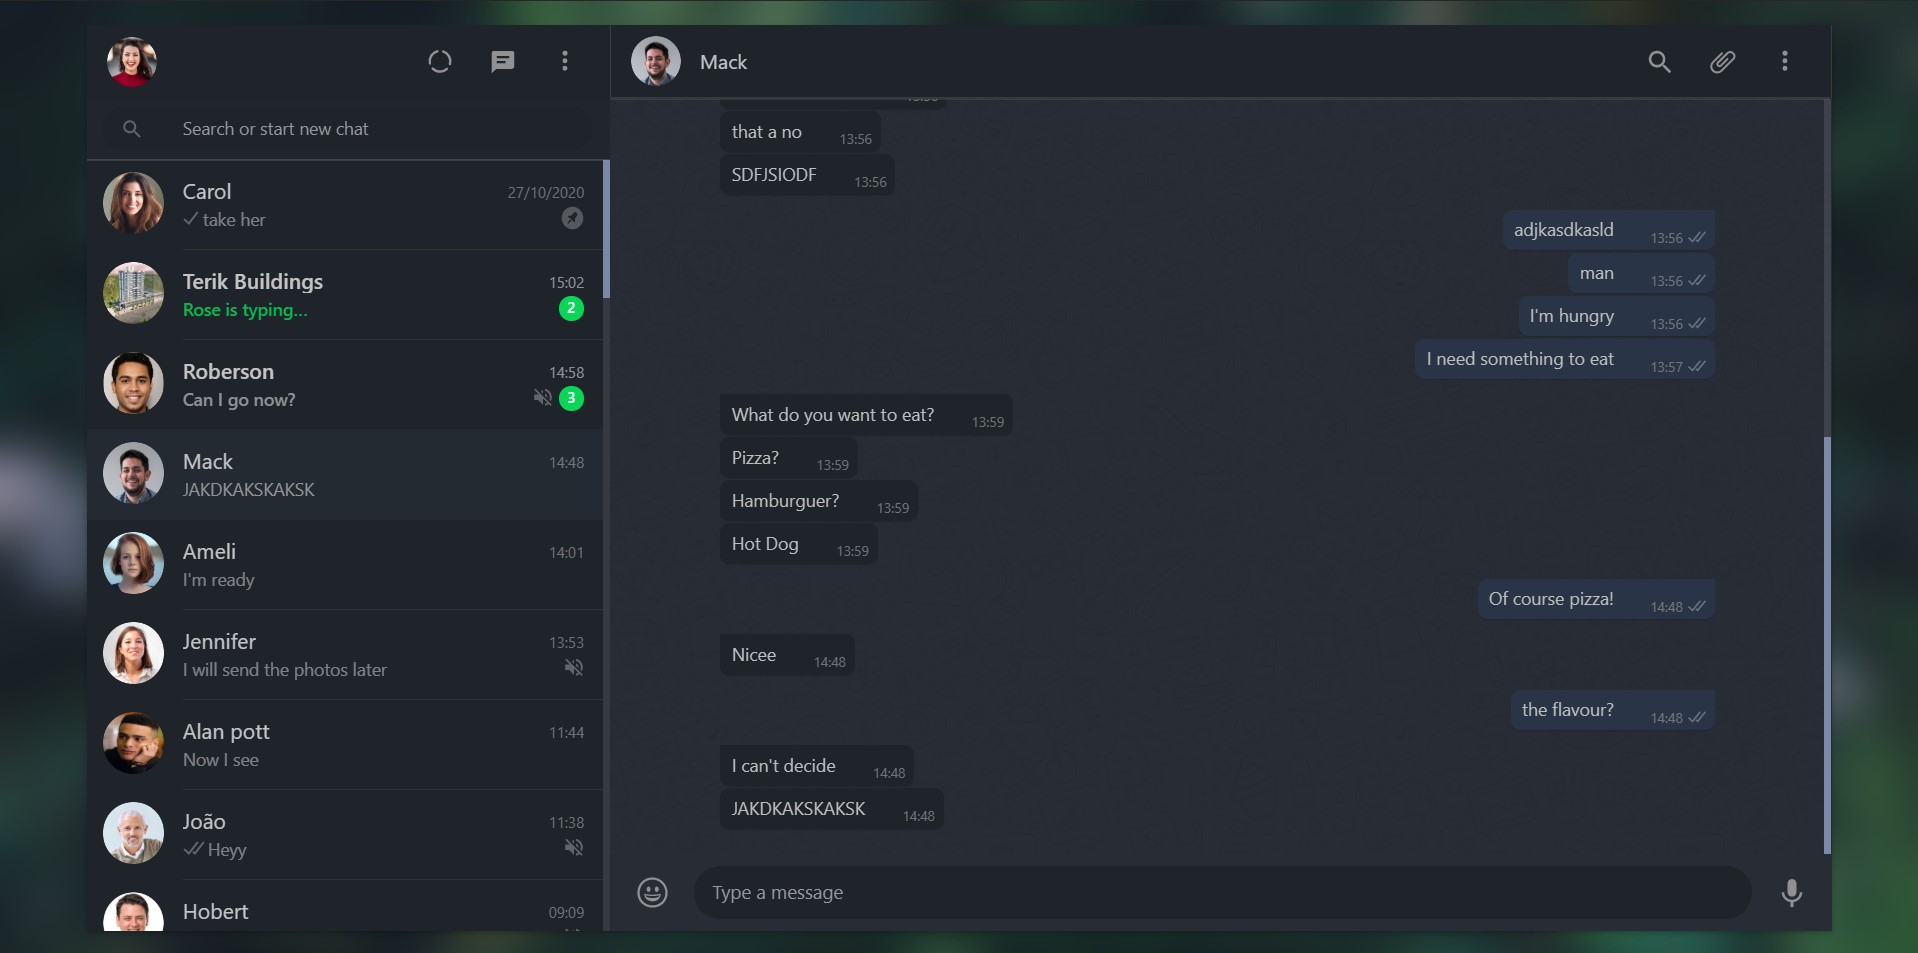 Search or start new chat
Carol
27/10/2020
take her
Terik Buildings
15:02
Rose is typing...
2
Roberson
14:58
Can I go now?
3
Mack
14:48
JAKDKAKSKAKSK
Ameli
14:01
I'm ready
Jennifer
13:53
I will send the photos later
Alan pott
11:44
Now I see
João
11:38
Heyy
Hobert
09:09
Mack
that a no 13:56
SDFJSIODF 13:56
adjkasdkasld 13:56
man 13:56
I'm hungry 13:56
I need something to eat 13:57
What do you want to eat? 13:59
Pizza? 13:59
Hamburguer? 13:59
Hot Dog 13:59
Of course pizza! 14:48
Nicee 14:48
the flavour? 14:48
I can't decide 14:48
JAKDKAKSKAKSK 14:48
Type a message